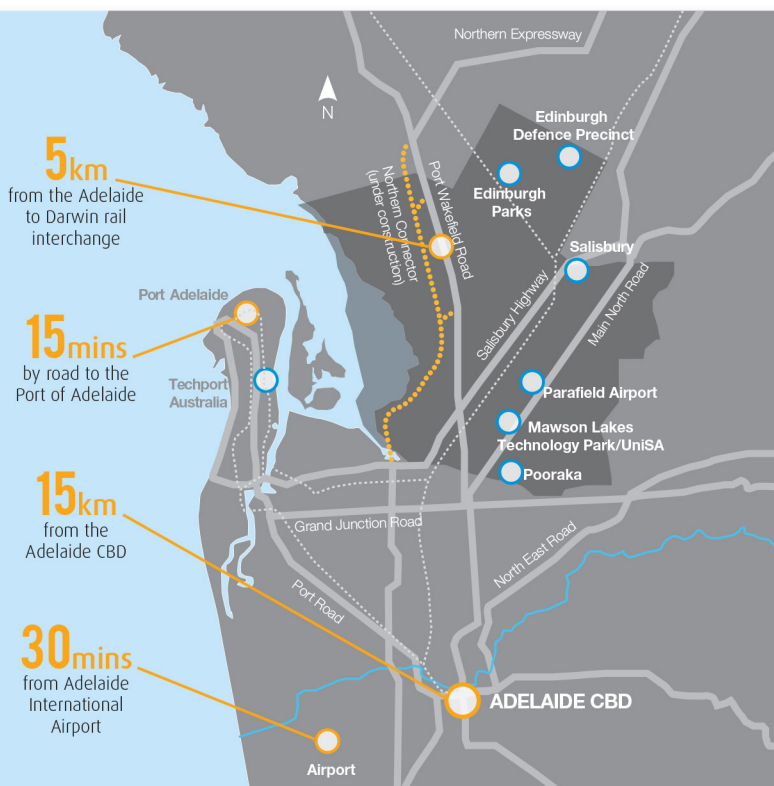 Northern Expressway
N
Edinburgh
Defence Precinct
Edinburgh
Parks
5km
from the Adelaide
to Darwin rail
interchange
Northern Connector
(under construction)
Port Wakefield Road
Salisbury
Salisbury Highway
Main North Road
Port Adelaide
15mins
by road to the
Port of Adelaide
Techport
Australia
Parafield Airport
Mawson Lakes
Technology Park/UniSA
Pooraka
15km
from the
Adelaide CBD
Grand Junction Road
North East Road
Port Road
30mins
from Adelaide
International
Airport
ADELAIDE CBD
Airport